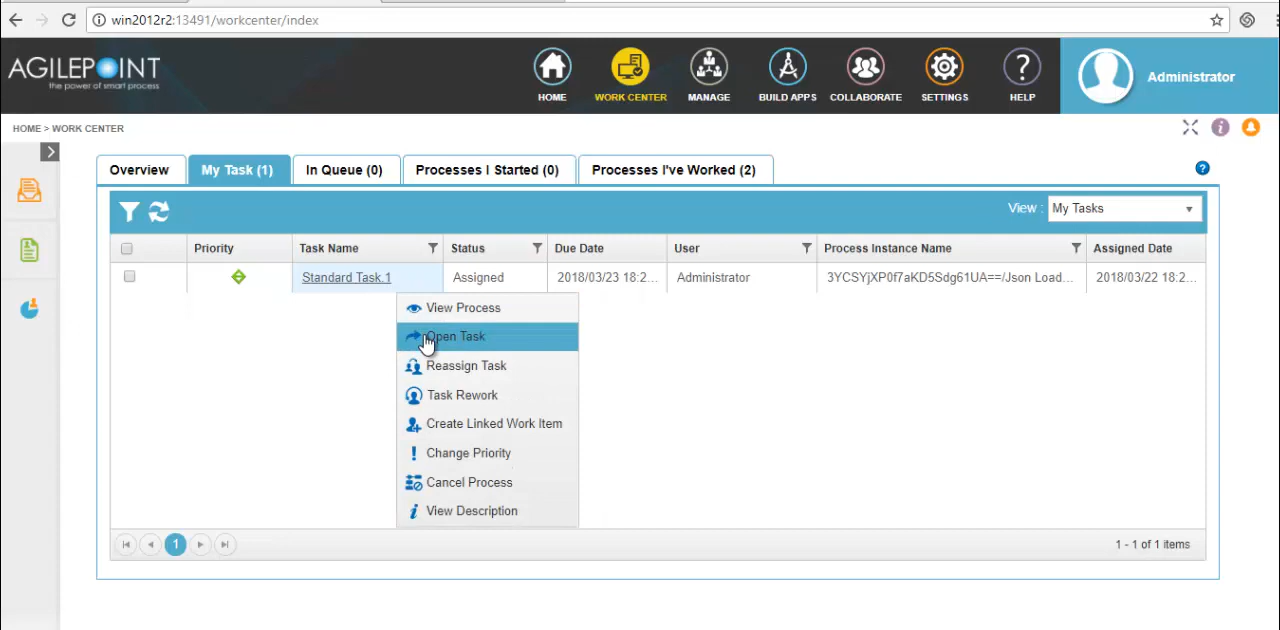 win2012r2:13491/workcenter/index
AGILEPOINT
the power of smart process
HOME
WORK CENTER
MANAGE
BUILD APPS
COLLABORATE
SETTINGS
HELP
Administrator
HOME > WORK CENTER
Overview
My Task (1)
In Queue (0)
Processes I Started (0)
Processes I've Worked (2)
View :
My Tasks
Priority
Task Name
Status
Due Date
User
Process Instance Name
Assigned Date
Standard Task.1
Assigned
2018/03/23 18:2...
Administrator
3YCSYjXP0f7aKD5Sdg61UA==/Json Load...
2018/03/22 18:2...
View Process
Open Task
Reassign Task
Task Rework
Create Linked Work Item
Change Priority
Cancel Process
View Description
1
1 - 1 of 1 items